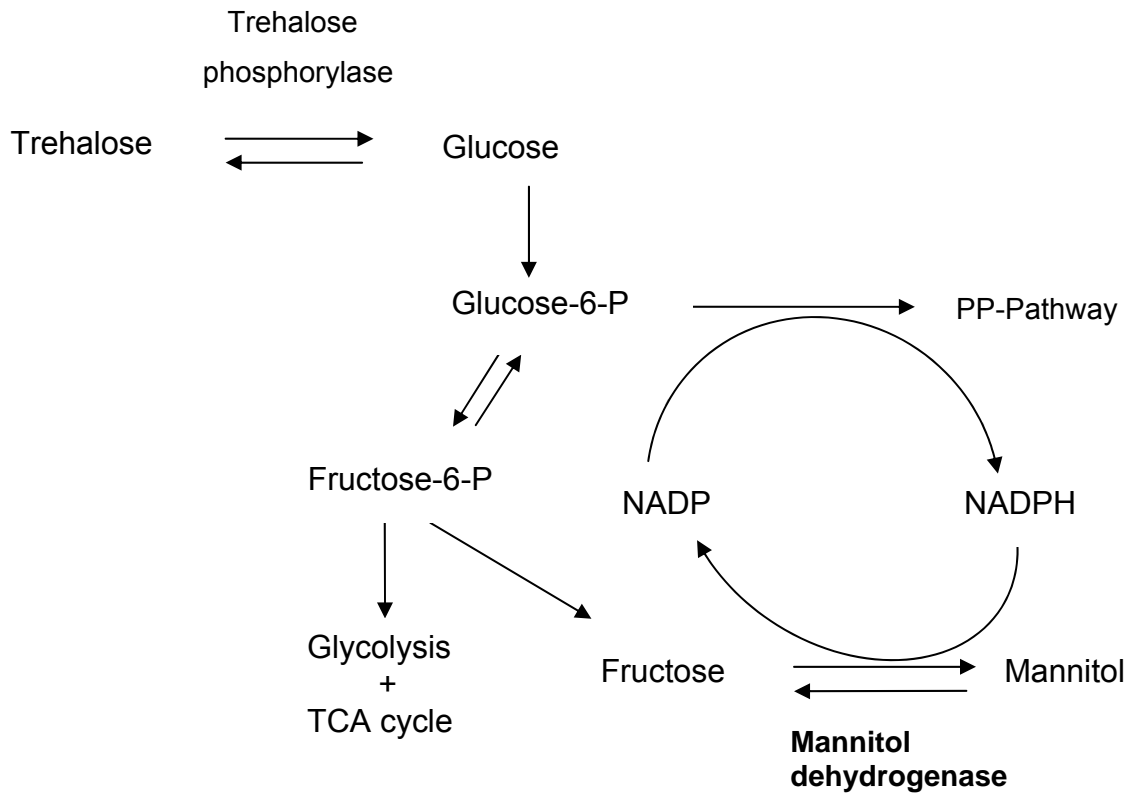 Trehalose
phosphorylase
Trehalose
Glucose
Glucose-6-P
PP-Pathway
Fructose-6-P
NADP
NADPH
Glycolysis
+
TCA cycle
Fructose
Mannitol
Mannitol
dehydrogenase